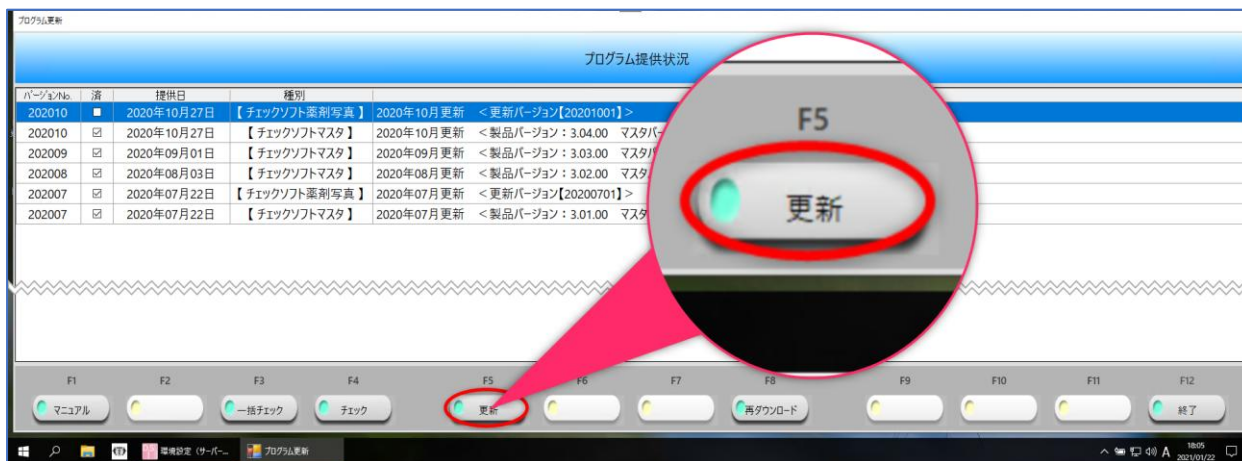 プログラム更新
プログラム提供状況
バージョンNo. 済 提供日 種別
202010 2020年10月27日 【チェックソフト薬剤写真】 2020年10月更新 <更新バージョン【20201001】>
202010 ☑ 2020年10月27日 【チェックソフトマスタ】 2020年10月更新 <製品バージョン:3.04.00 マスタバー
202009 ☑ 2020年09月01日 【チェックソフトマスタ】 2020年09月更新 <製品バージョン:3.03.00 マスタバ
202008 ☑ 2020年08月03日 【チェックソフトマスタ】 2020年08月更新 <製品バージョン:3.02.00 マスタ
202007 ☑ 2020年07月22日 【チェックソフト薬剤写真】 2020年07月更新 <更新バージョン【20200701】>
202007 ☑ 2020年07月22日 【チェックソフトマスタ】 2020年07月更新 <製品バージョン:3.01.00 マスタ
F5
更新
F1 F2 F3 F4 F5 F6 F7 F8 F9 F10 F11 F12
マニュアル 一括チェック チェック 更新 再ダウンロード 終了
環境設定(サーバー... プログラム更新 A 18:05
2021/01/22